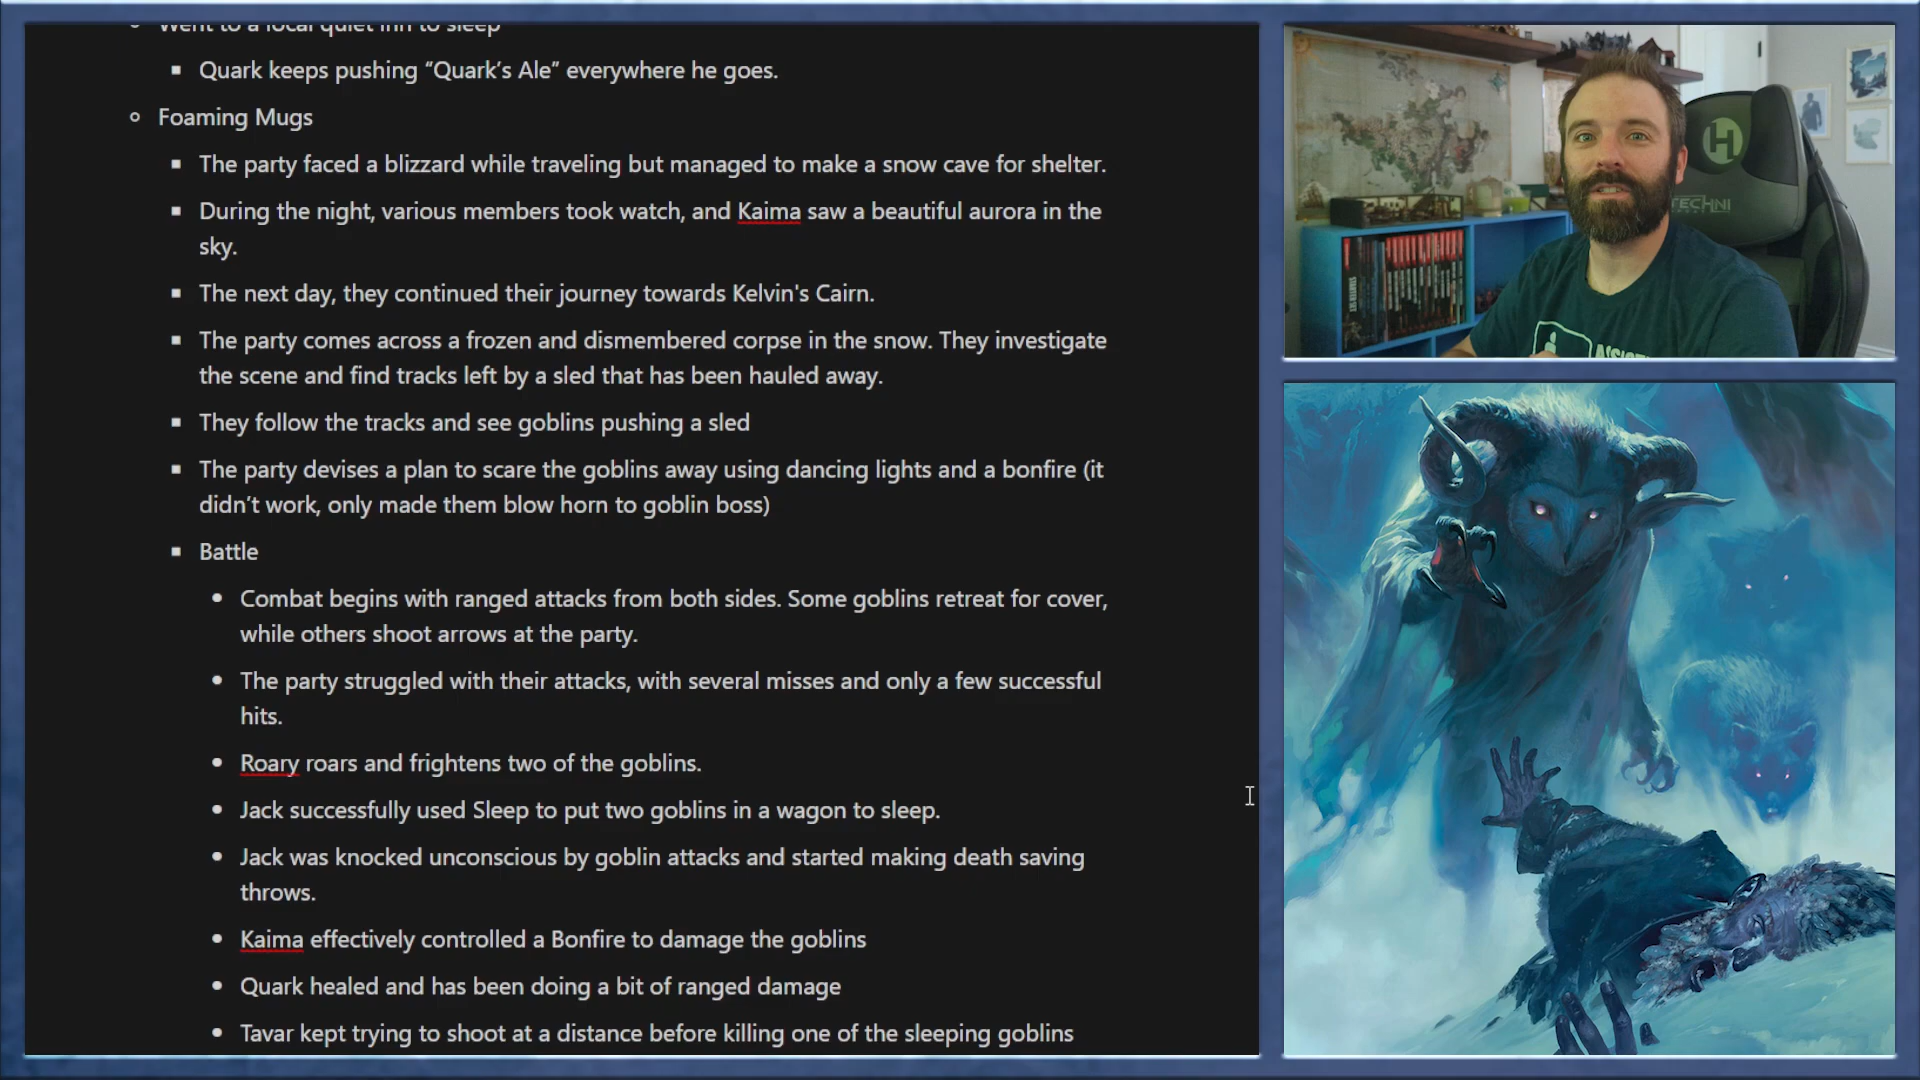 Went to a local quiet inn to sleep
Quark keeps pushing “Quark’s Ale” everywhere he goes.
Foaming Mugs
The party faced a blizzard while traveling but managed to make a snow cave for shelter.
During the night, various members took watch, and Kaima saw a beautiful aurora in the
sky.
The next day, they continued their journey towards Kelvin's Cairn.
The party comes across a frozen and dismembered corpse in the snow. They investigate
the scene and find tracks left by a sled that has been hauled away.
They follow the tracks and see goblins pushing a sled
The party devises a plan to scare the goblins away using dancing lights and a bonfire (it
didn’t work, only made them blow horn to goblin boss)
Battle
Combat begins with ranged attacks from both sides. Some goblins retreat for cover,
while others shoot arrows at the party.
The party struggled with their attacks, with several misses and only a few successful
hits.
Roary roars and frightens two of the goblins.
Jack successfully used Sleep to put two goblins in a wagon to sleep.
Jack was knocked unconscious by goblin attacks and started making death saving
throws.
Kaima effectively controlled a Bonfire to damage the goblins
Quark healed and has been doing a bit of ranged damage
Tavar kept trying to shoot at a distance before killing one of the sleeping goblins
TECHNI